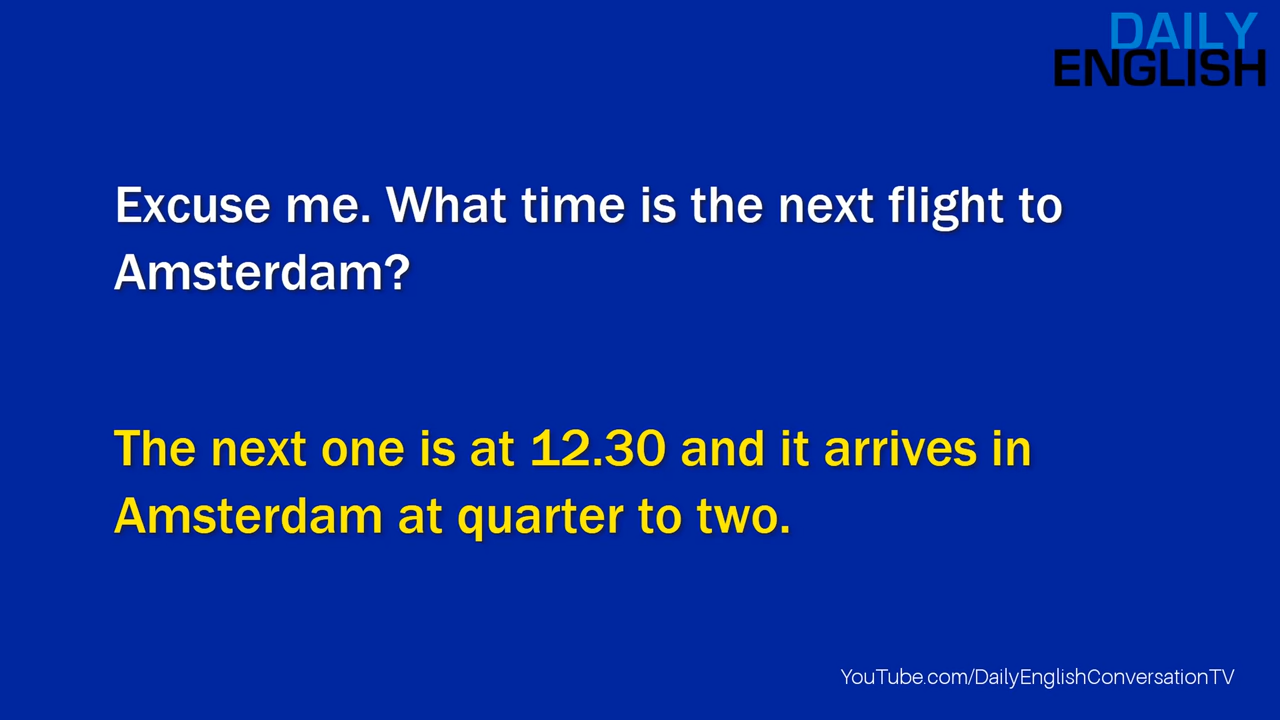 DAILY
ENGLISH
Excuse me. What time is the next flight to
Amsterdam?
The next one is at 12.30 and it arrives in
Amsterdam at quarter to two.
YouTube.com/DailyEnglishConversationTV